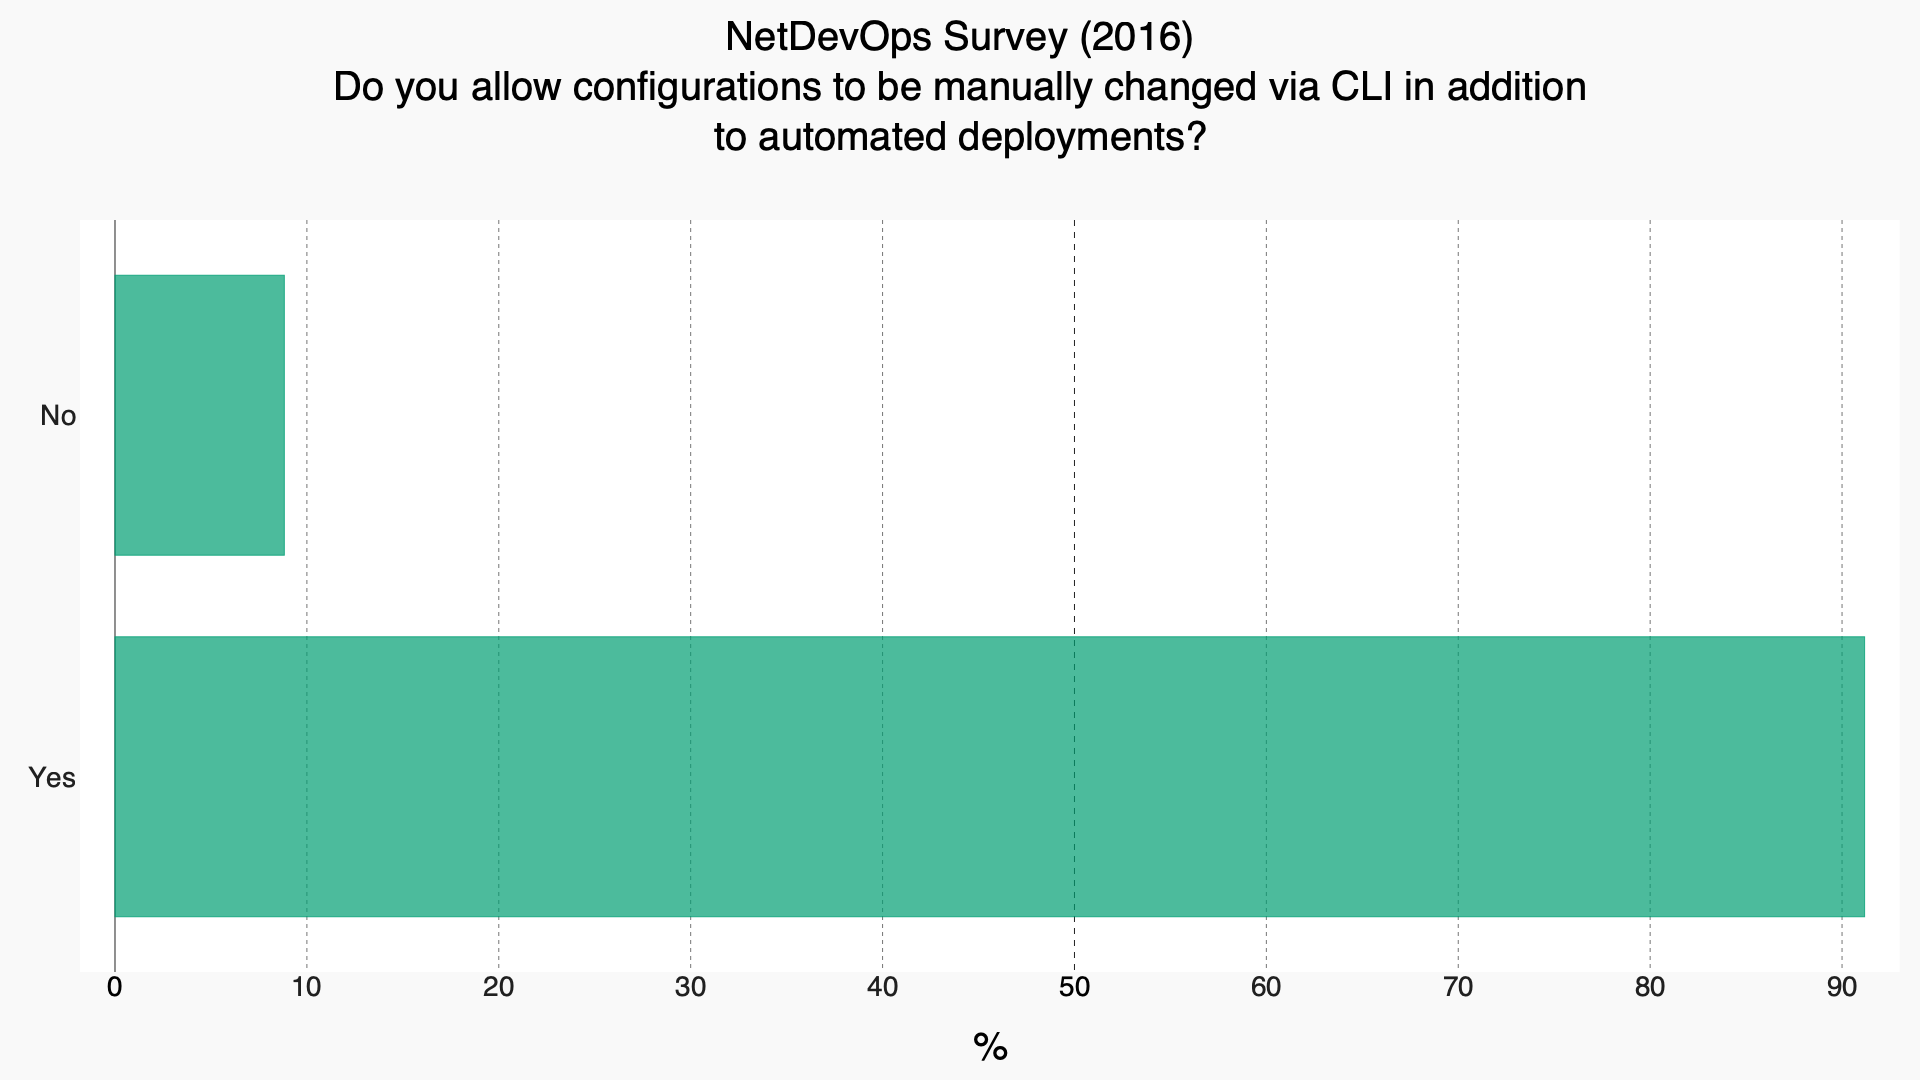 NetDevOps Survey (2016)
Do you allow configurations to be manually changed via CLI in addition
to automated deployments?
No
Yes
0 10 20 30 40 50 60 70 80 90
%